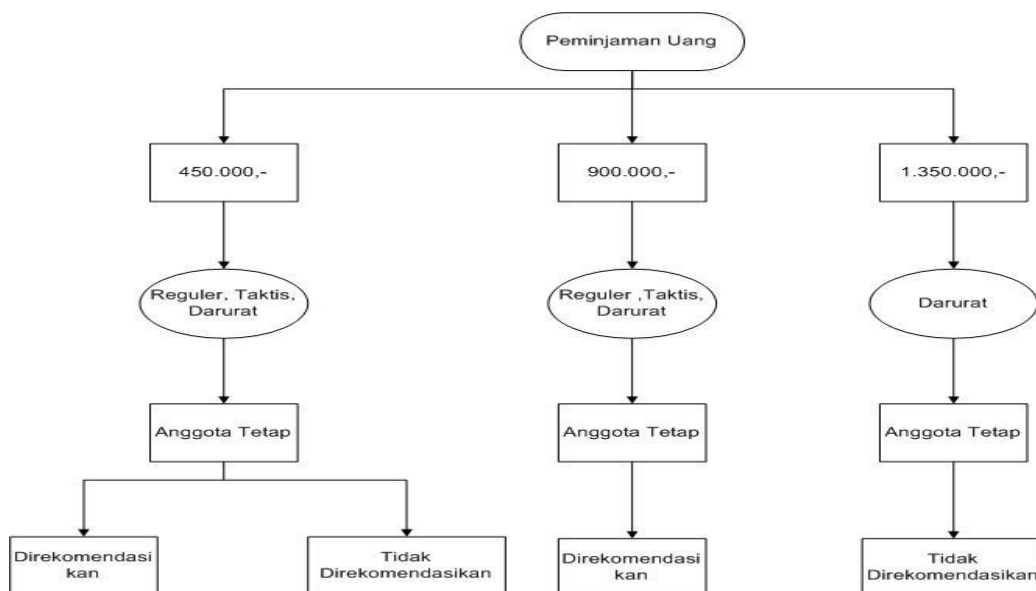 Peminjaman Uang
450.000,-
900.000,-
1.350.000,-
Reguler, Taktis,
Darurat
Reguler ,Taktis,
Darurat
Darurat
Anggota Tetap
Anggota Tetap
Anggota Tetap
Direkomendasi
kan
Tidak
Direkomendasikan
Direkomendasi
kan
Tidak
Direkomendasikan